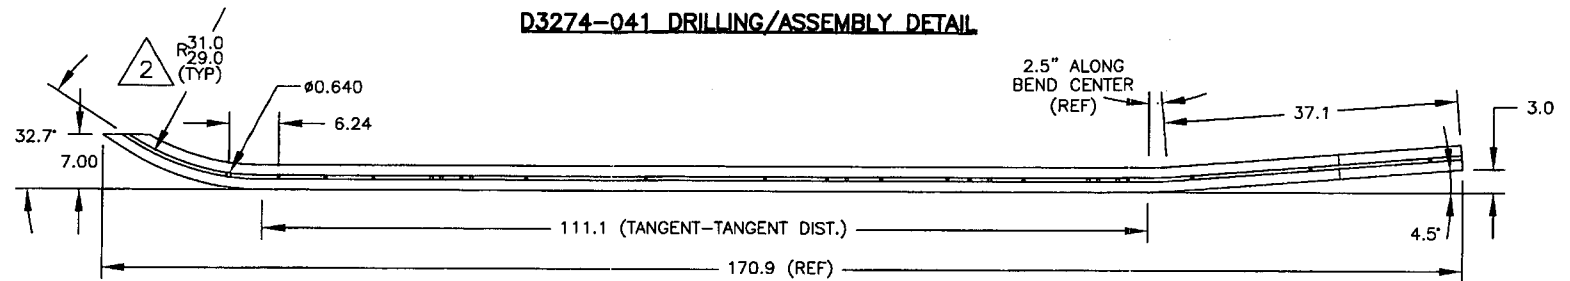 D3274-041 DRILLING/ASSEMBLY DETAIL
2
R31.0
29.0
(TYP)
ø0.640
6.24
2.5" ALONG
BEND CENTER
(REF)
37.1
3.0
32.7°
7.00
111.1 (TANGENT-TANGENT DIST.)
4.5°
170.9 (REF)